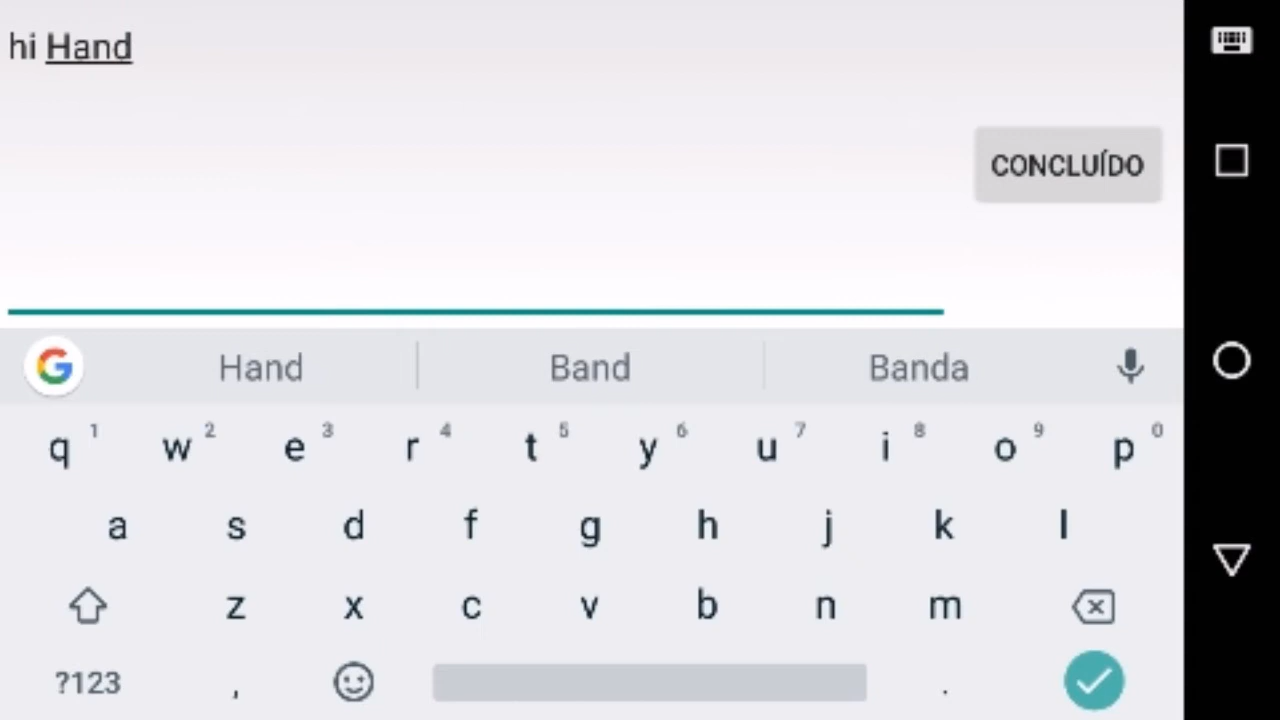 hi Hand
CONCLUÍDO
Hand Band Banda
q 1 w 2 e 3 r 4 t 5 y 6 u 7 i 8 o 9 p 0
a s d f g h j k l
z x c v b n m
?123 , .